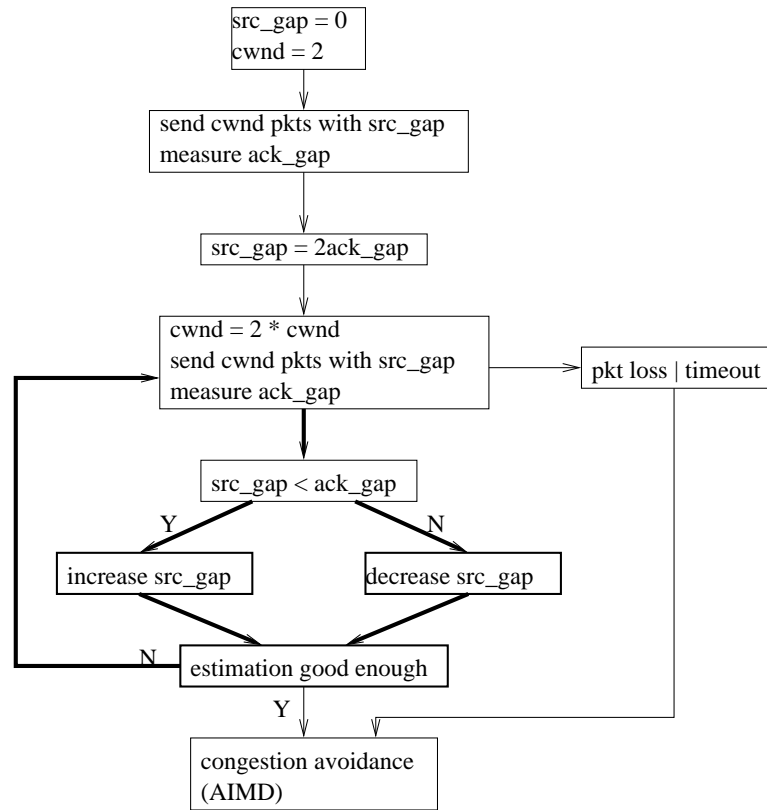 src_gap = 0
cwnd = 2
send cwnd pkts with src_gap
measure ack_gap
src_gap = 2ack_gap
cwnd = 2 * cwnd
send cwnd pkts with src_gap
measure ack_gap
pkt loss | timeout
src_gap < ack_gap
Y
N
increase src_gap
decrease src_gap
N
estimation good enough
Y
congestion avoidance
(AIMD)